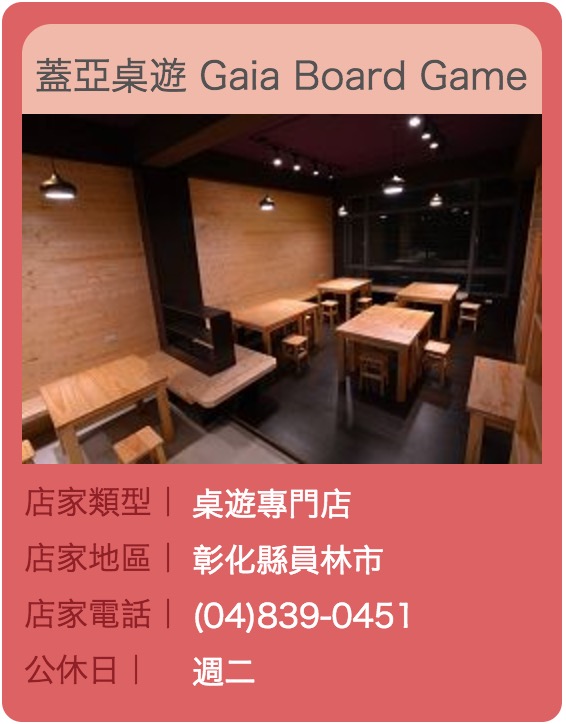 蓋亞桌遊 Gaia Board Game
店家類型｜ 桌遊專門店
店家地區｜ 彰化縣員林市
店家電話｜ (04)839-0451
公休日｜ 週二